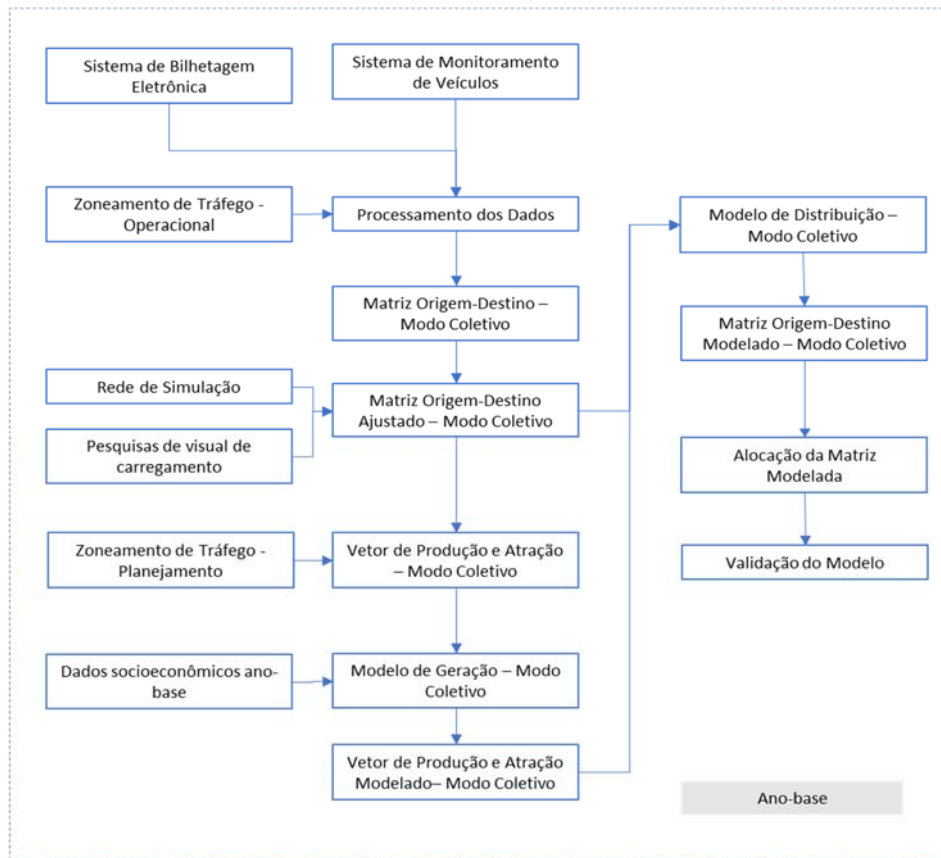 Sistema de Bilhetagem
Eletrônica
Sistema de Monitoramento
de Veículos
Zoneamento de Tráfego -
Operacional
Processamento dos Dados
Modelo de Distribuição –
Modo Coletivo
Matriz Origem-Destino –
Modo Coletivo
Matriz Origem-Destino
Modelado – Modo Coletivo
Rede de Simulação
Matriz Origem-Destino
Ajustado – Modo Coletivo
Pesquisas de visual de
carregamento
Alocação da Matriz
Modelada
Zoneamento de Tráfego -
Planejamento
Vetor de Produção e Atração
– Modo Coletivo
Validação do Modelo
Dados socioeconômicos ano-
base
Modelo de Geração – Modo
Coletivo
Vetor de Produção e Atração
Modelado– Modo Coletivo
Ano-base